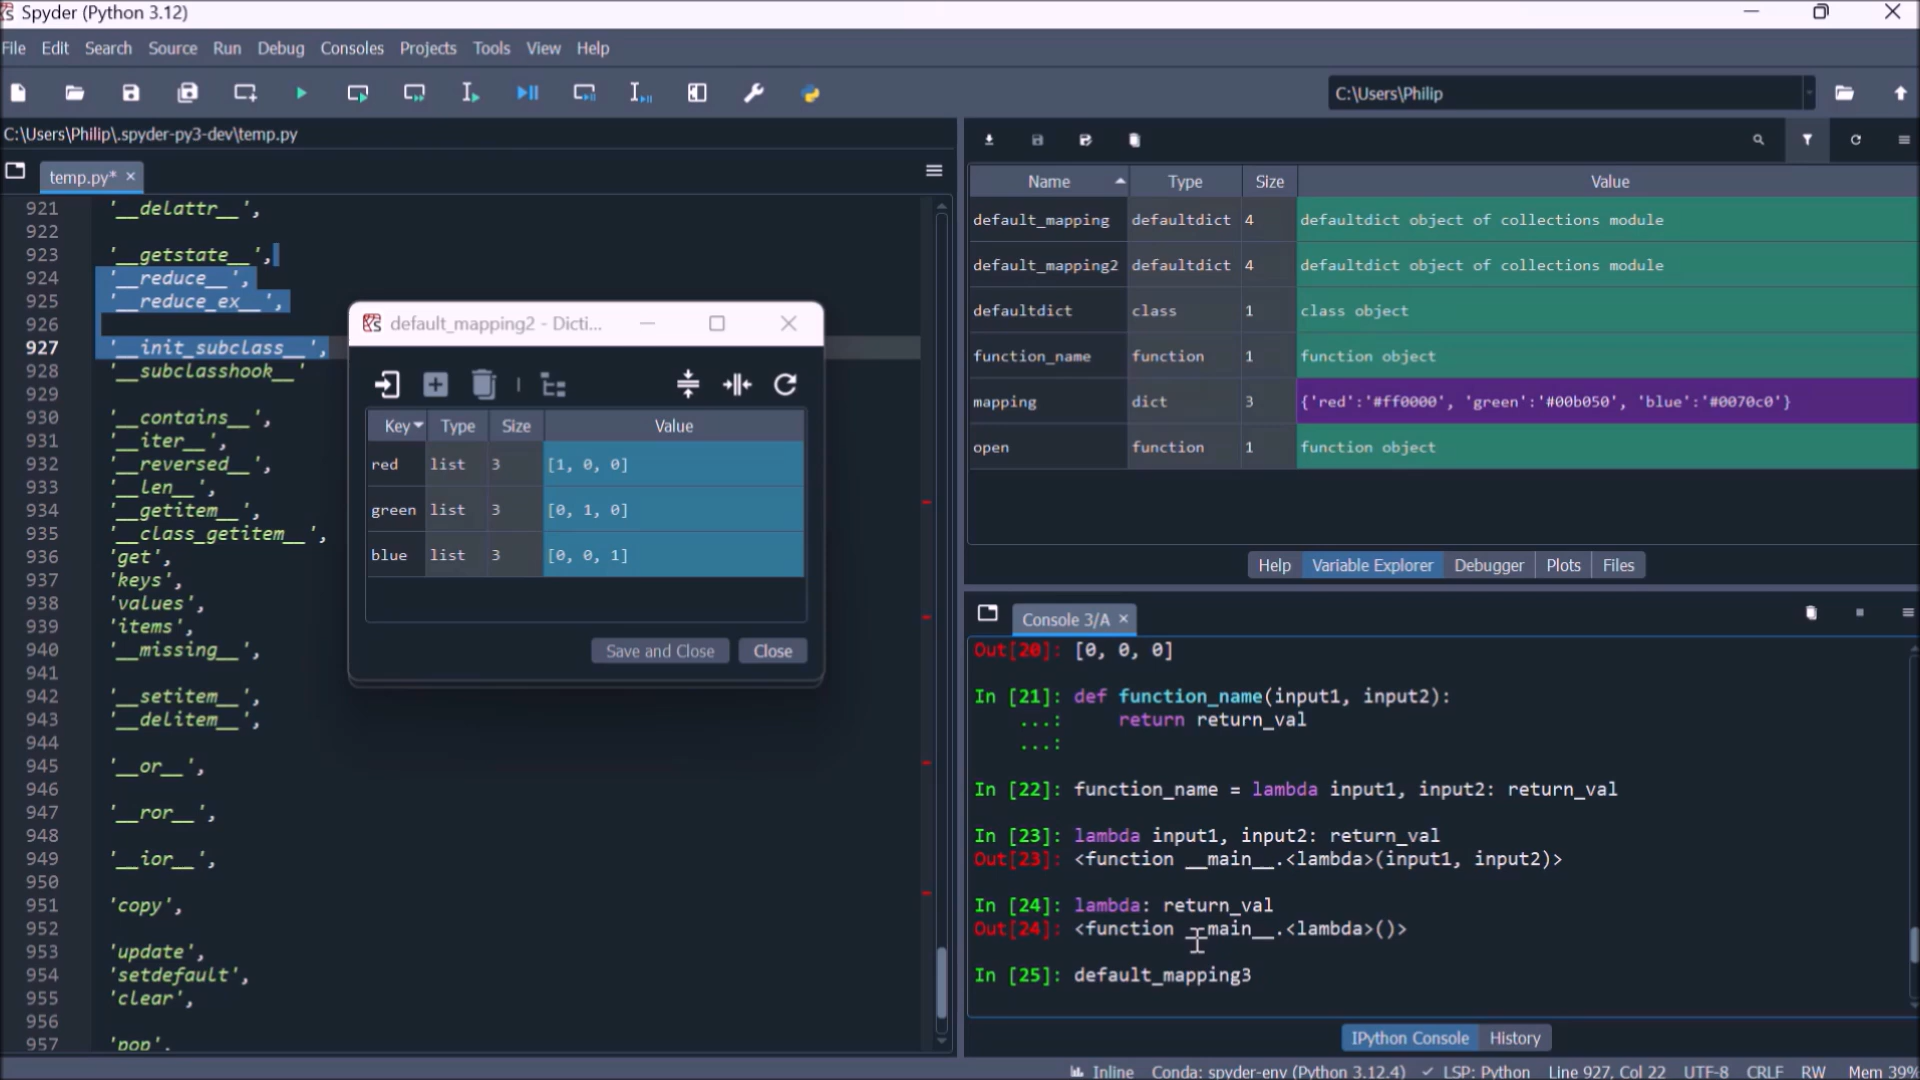 Spyder (Python 3.12)
File Edit Search Source Run Debug Consoles Projects Tools View Help
C:\Users\Philip
C:\Users\Philip\.spyder-py3-dev\temp.py
temp.py*
921 '__delattr__',
922
923 '__getstate__',
924 '__reduce__',
925 '__reduce_ex__',
926
927 '__init_subclass__',
928 '__subclasshook__'
929
930 '__contains__',
931 '__iter__',
932 '__reversed__',
933 '__len__',
934 '__getitem__',
935 '__class_getitem__',
936 'get',
937 'keys',
938 'values',
939 'items',
940 '__missing__',
941
942 '__setitem__',
943 '__delitem__',
944
945 '__or__',
946
947 '__ror__',
948
949 '__ior__',
950
951 'copy',
952
953 'update',
954 'setdefault',
955 'clear',
956
957 'pop',
default_mapping2 - Dicti...
Key Type Size Value
red list 3 [1, 0, 0]
green list 3 [0, 1, 0]
blue list 3 [0, 0, 1]
Save and Close Close
Name Type Size Value
default_mapping defaultdict 4 defaultdict object of collections module
default_mapping2 defaultdict 4 defaultdict object of collections module
defaultdict class 1 class object
function_name function 1 function object
mapping dict 3 {'red':'#ff0000', 'green':'#00b050', 'blue':'#0070c0'}
open function 1 function object
Help Variable Explorer Debugger Plots Files
Console 3/A
Out[20]: [0, 0, 0]
In [21]: def function_name(input1, input2):
...: return return_val
...:
In [22]: function_name = lambda input1, input2: return_val
In [23]: lambda input1, input2: return_val
Out[23]: <function __main__.<lambda>(input1, input2)>
In [24]: lambda: return_val
Out[24]: <function __main__.<lambda>()>
In [25]: default_mapping3
IPython Console History
Inline Conda: spyder-env (Python 3.12.4) LSP: Python Line 927, Col 22 UTF-8 CRLF RW Mem 39%